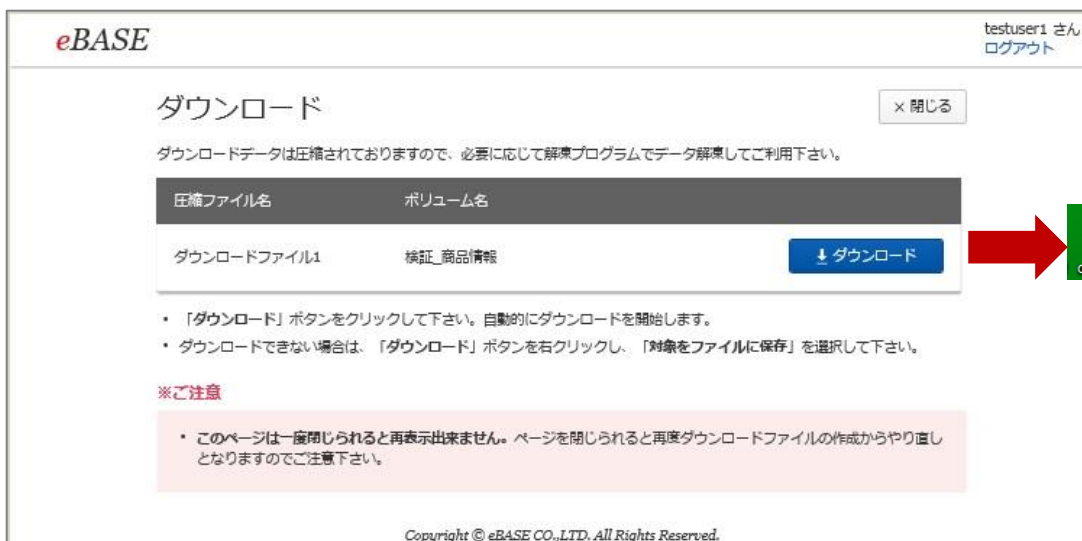 eBASE
testuser1 さん
ログアウト
ダウンロード
×閉じる
ダウンロードデータは圧縮されておりますので、必要に応じて解凍プログラムでデータ解凍してご利用下さい。
圧縮ファイル名 ボリューム名
ダウンロードファイル1 検証_商品情報 ダウンロード
・ 「ダウンロード」ボタンをクリックして下さい。自動的にダウンロードを開始します。
・ ダウンロードできない場合は、「ダウンロード」ボタンを右クリックし、「対象をファイルに保存」を選択して下さい。
※ご注意
・ このページは一度閉じられると再表示出来ません。ページを閉じられると再度ダウンロードファイルの作成からやり直し
となりますのでご注意下さい。
Copyright © eBASE CO.,LTD. All Rights Reserved.